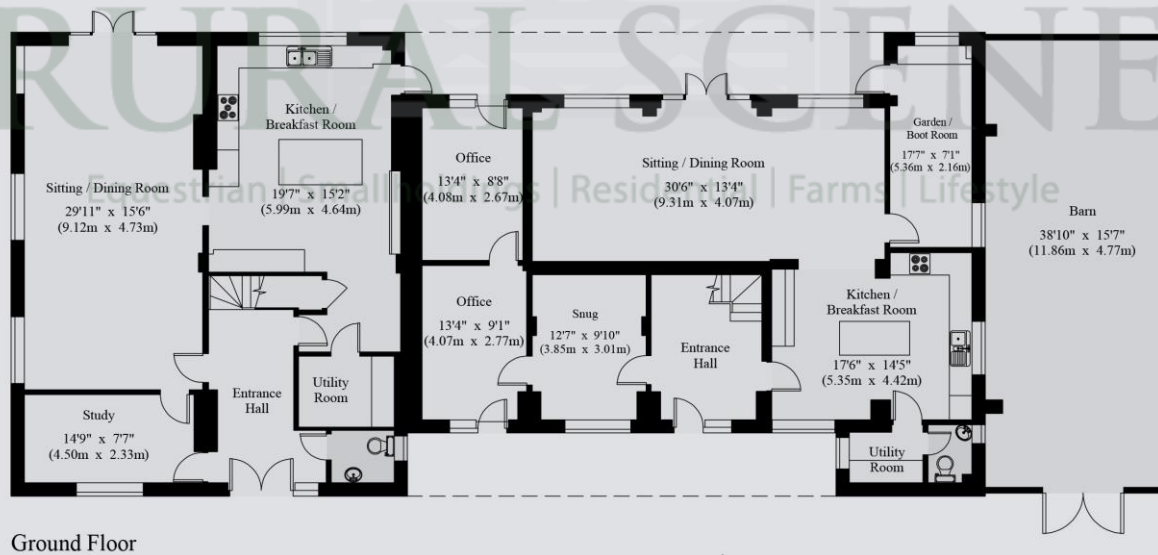 RURAL SCENE
Equestrian | Smallholdings | Residential | Farms | Lifestyle
Sitting / Dining Room
29'11" x 15'6"
(9.12m x 4.73m)
Kitchen /
Breakfast Room
19'7" x 15'2"
(5.99m x 4.64m)
Office
13'4" x 8'8"
(4.08m x 2.67m)
Sitting / Dining Room
30'6" x 13'4"
(9.31m x 4.07m)
Garden /
Boot Room
17'7" x 7'1"
(5.36m x 2.16m)
Barn
38'10" x 15'7"
(11.86m x 4.77m)
Office
13'4" x 9'1"
(4.07m x 2.77m)
Snug
12'7" x 9'10"
(3.85m x 3.01m)
Entrance
Hall
Kitchen /
Breakfast Room
17'6" x 14'5"
(5.35m x 4.42m)
Entrance
Hall
Utility
Room
Study
14'9" x 7'7"
(4.50m x 2.33m)
Utility
Room
Ground Floor